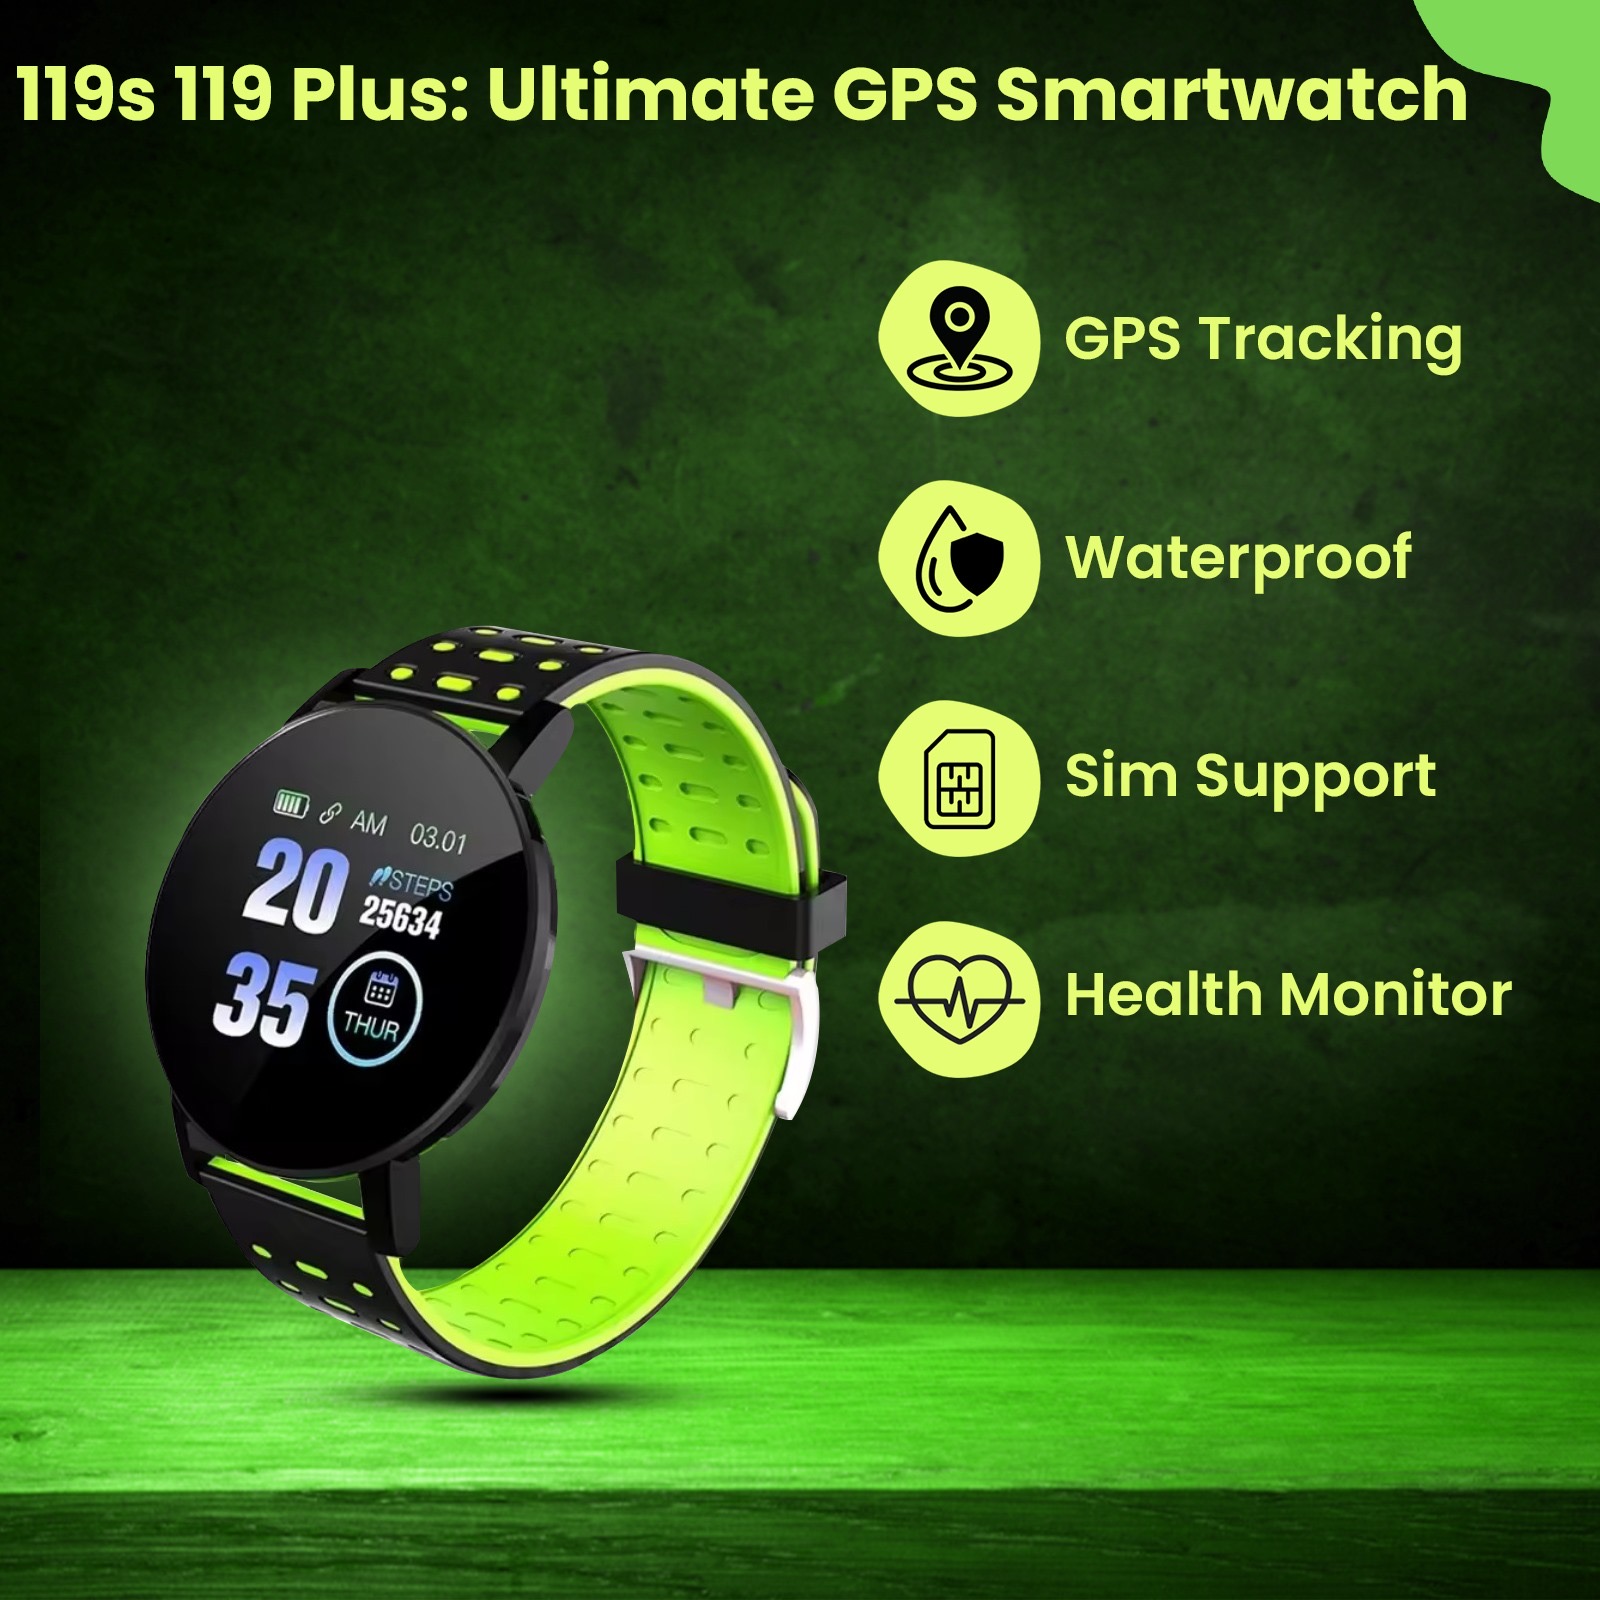 119s 119 Plus: Ultimate GPS Smartwatch
GPS Tracking
Waterproof
Sim Support
Health Monitor
AM 03.01
20
STEPS
25634
35
THUR